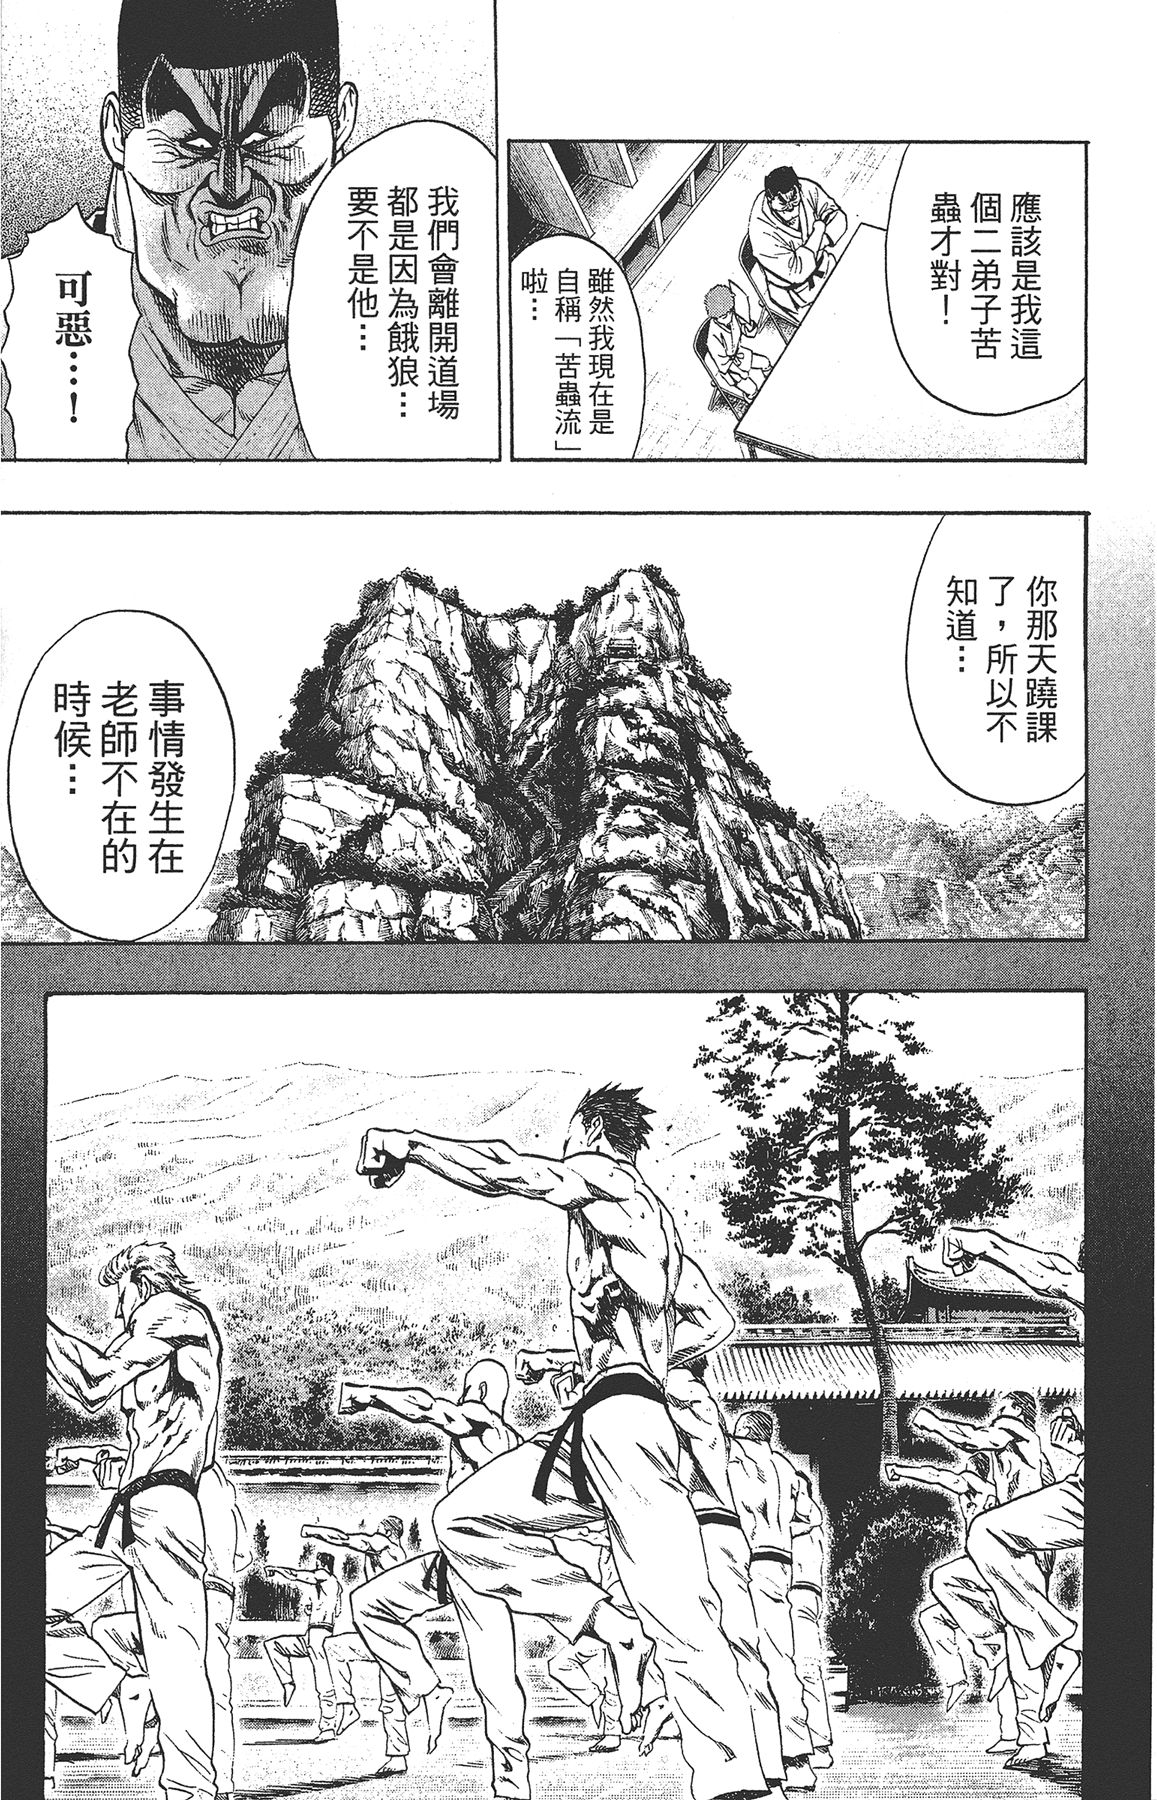 應該是我這
個二弟子苦
蟲才對！
雖然我現在是
自稱「苦蟲流」
啦…
我們會離開道場
都是因為餓狼…
要不是他…
可惡…！
你那天蹺課
了，所以不
知道…
事情發生在
老師不在的
時候…